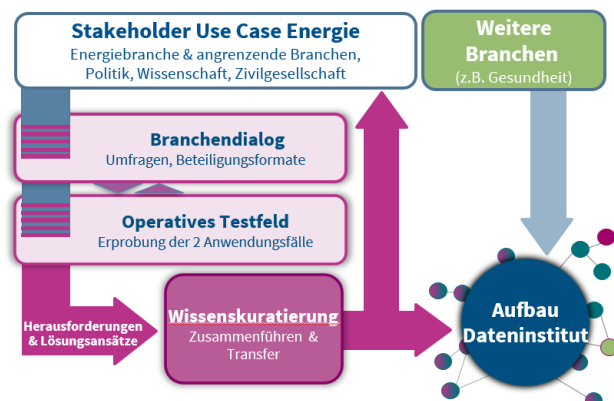 Stakeholder Use Case Energie
Energiebranche & angrenzende Branchen,
Politik, Wissenschaft, Zivilgesellschaft
Weitere
Branchen
(z.B. Gesundheit)
Branchendialog
Umfragen, Beteiligungsformate
Operatives Testfeld
Erprobung der 2 Anwendungsfälle
Herausforderungen
& Lösungsansätze
Wissenskuratierung
Zusammenführen &
Transfer
Aufbau
Dateninstitut